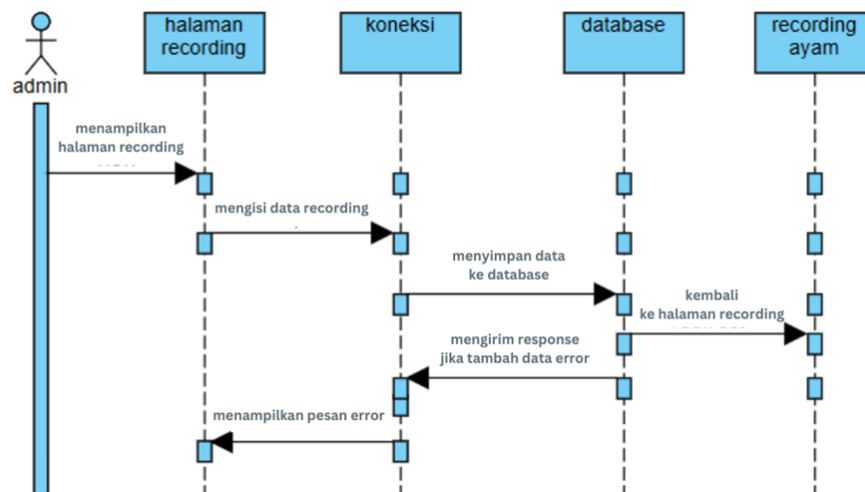 halaman
recording
koneksi
database
recording
ayam
admin
menampilkan
halaman recording
mengisi data recording
menyimpan data
ke database
kembali
ke halaman recording
mengirim response
jika tambah data error
menampilkan pesan error